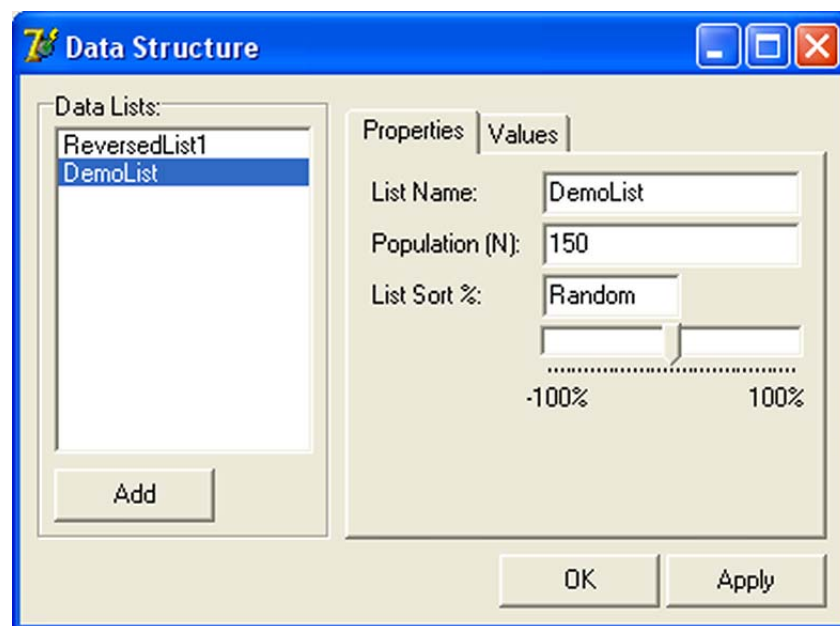 Data Structure
Data Lists:
ReversedList1
DemoList
Add
Properties
Values
List Name:
DemoList
Population (N):
150
List Sort %:
Random
-100%
100%
OK
Apply